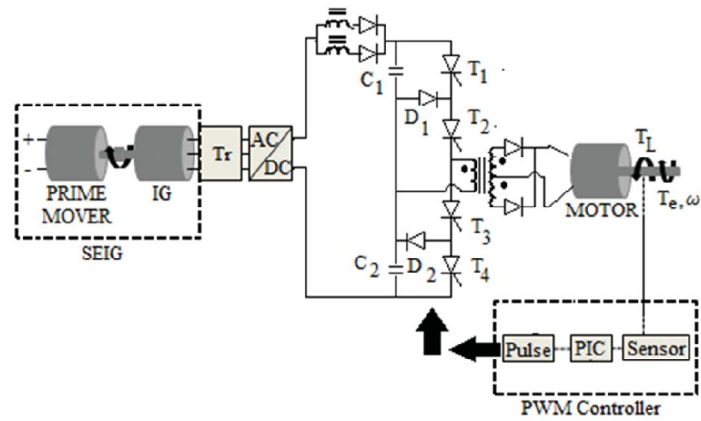 +
-
PRIME
MOVER
IG
SEIG
Tr
AC
DC
C1
D1
T1
T2
T3
T4
C2
D2
MOTOR
TL
Te, ω
Pulse
PIC
Sensor
PWM Controller